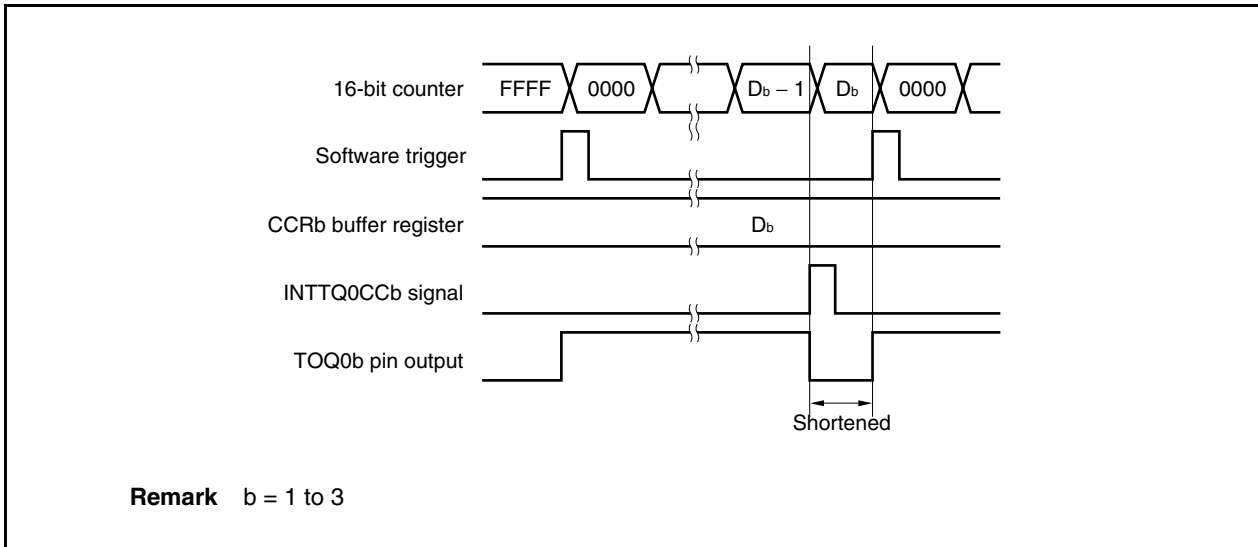 16-bit counter FFFF 0000 Db − 1 Db 0000
Software trigger
CCRb buffer register Db
INTTQ0CCb signal
TOQ0b pin output
Shortened
Remark b = 1 to 3